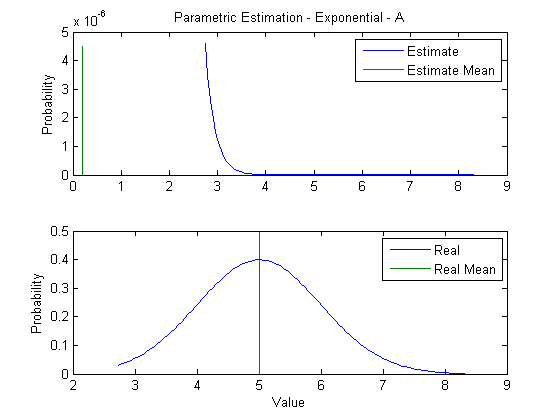 Parametric Estimation - Exponential - A
x 10^-6
5
4
3
2
1
0
Probability
Estimate
Estimate Mean
0 1 2 3 4 5 6 7 8 9
0.5
0.4
0.3
0.2
0.1
0
Probability
Real
Real Mean
2 3 4 5 6 7 8 9
Value